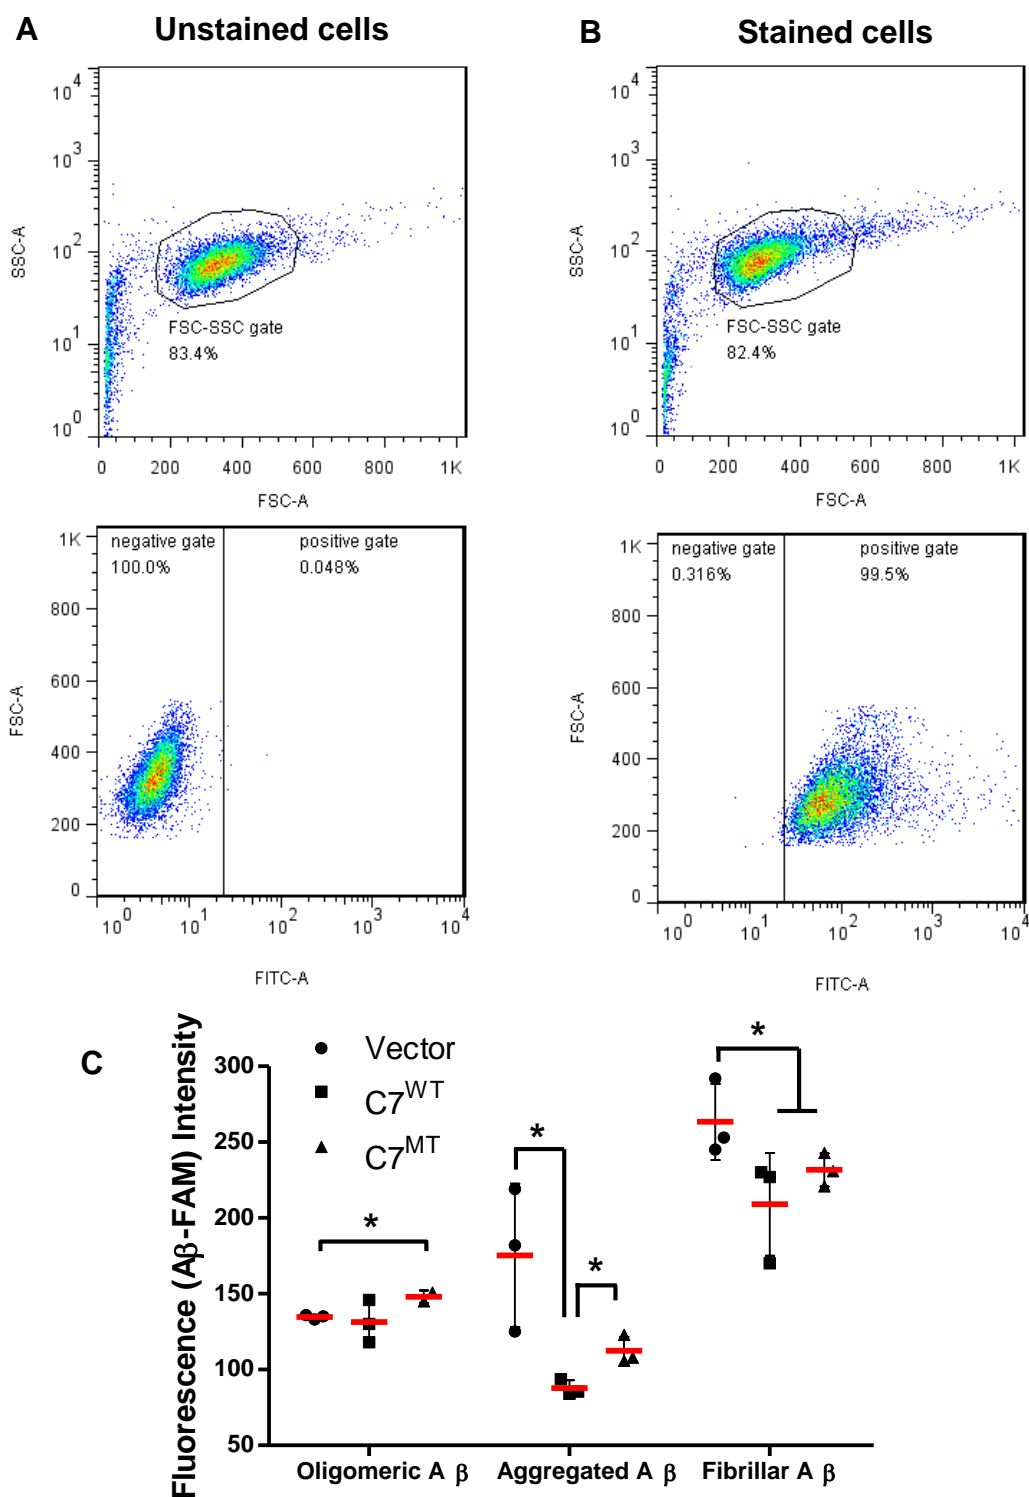 A Unstained cells
B Stained cells
SSC-A
10^4
10^3
10^2
10^1
10^0
FSC-SSC gate
83.4%
0 200 400 600 800 1K
FSC-A
SSC-A
10^4
10^3
10^2
10^1
10^0
FSC-SSC gate
82.4%
0 200 400 600 800 1K
FSC-A
FSC-A
1K
800
600
400
200
0
negative gate
100.0%
positive gate
0.048%
10^0 10^1 10^2 10^3 10^4
FITC-A
FSC-A
1K
800
600
400
200
0
negative gate
0.316%
positive gate
99.5%
10^0 10^1 10^2 10^3 10^4
FITC-A
C
Fluorescence (Aβ-FAM) Intensity
300
250
200
150
100
50
Vector
C7^WT
C7^MT
*
*
*
*
Oligomeric A β Aggregated A β Fibrillar A β